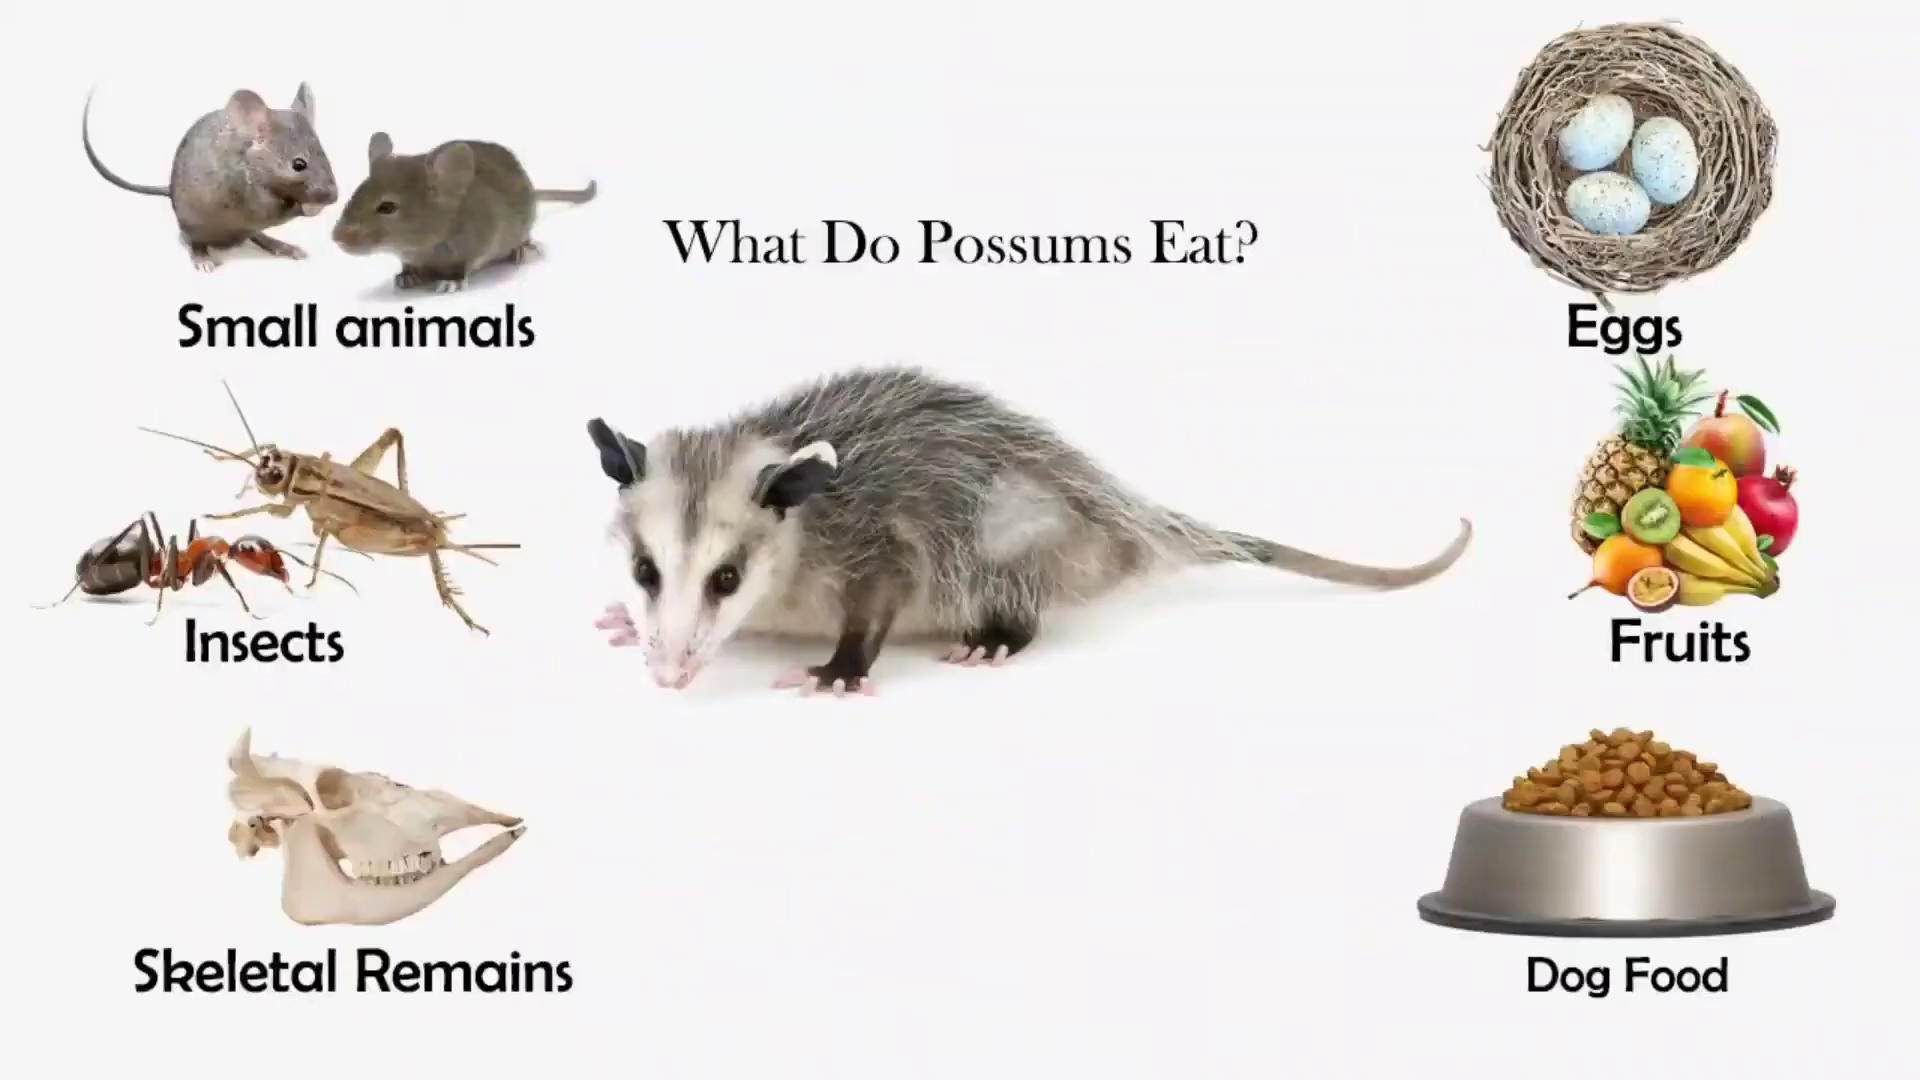 What Do Possums Eat?
Small animals
Eggs
Insects
Fruits
Skeletal Remains
Dog Food